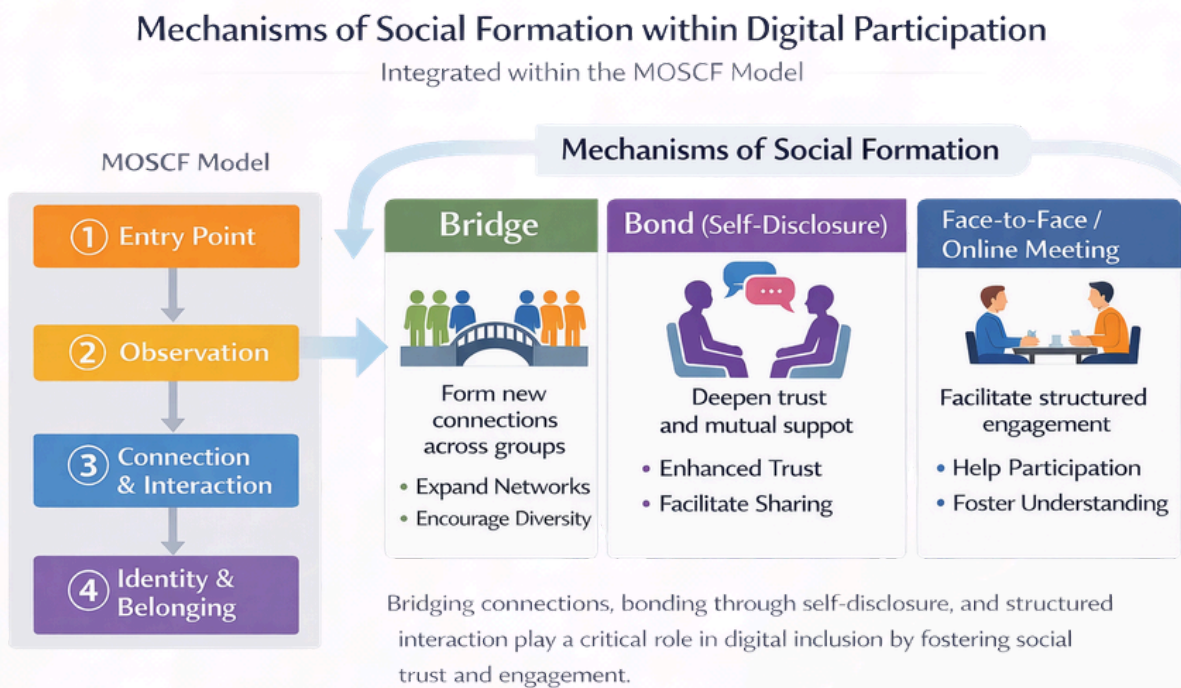 Mechanisms of Social Formation within Digital Participation
Integrated within the MOSCF Model
MOSCF Model
① Entry Point
② Observation
③ Connection
& Interaction
④ Identity &
Belonging
Mechanisms of Social Formation
Bridge
Form new
connections
across groups
• Expand Networks
• Encourage Diversity
Bond (Self-Disclosure)
Deepen trust
and mutual suppot
• Enhanced Trust
• Facilitate Sharing
Face-to-Face /
Online Meeting
Facilitate structured
engagement
• Help Participation
• Foster Understanding
Bridging connections, bonding through self-disclosure, and structured
interaction play a critical role in digital inclusion by fostering social
trust and engagement.